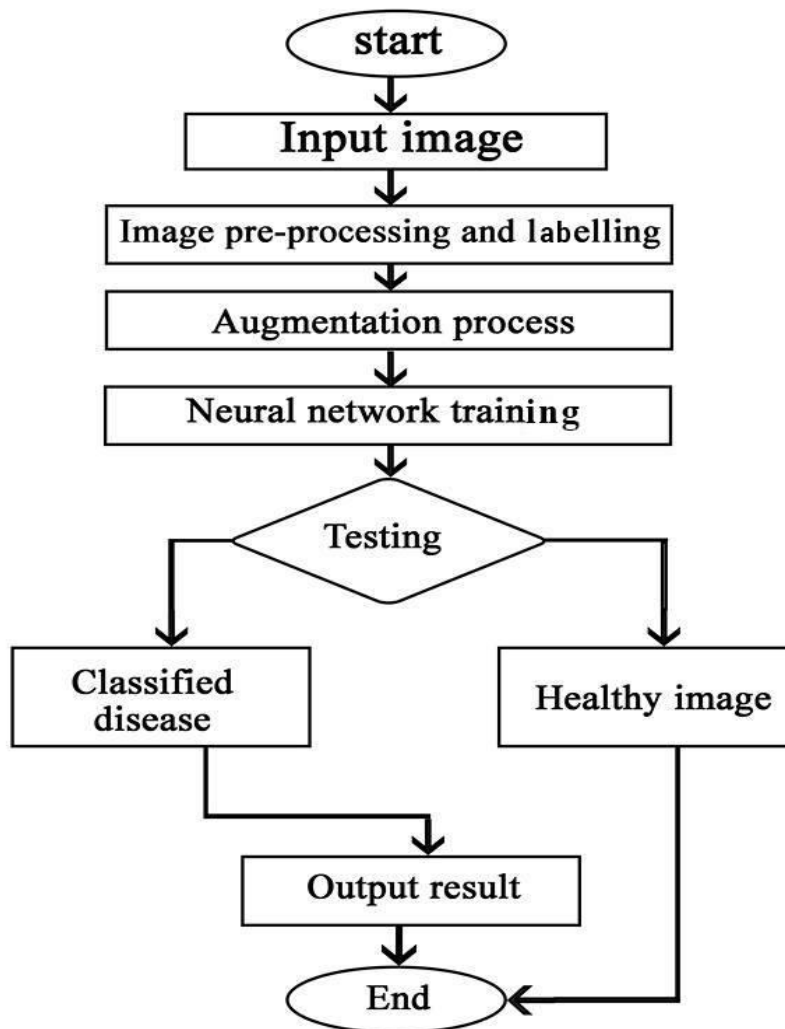 start
Input image
Image pre-processing and labelling
Augmentation process
Neural network training
Testing
Classified
disease
Healthy image
Output result
End